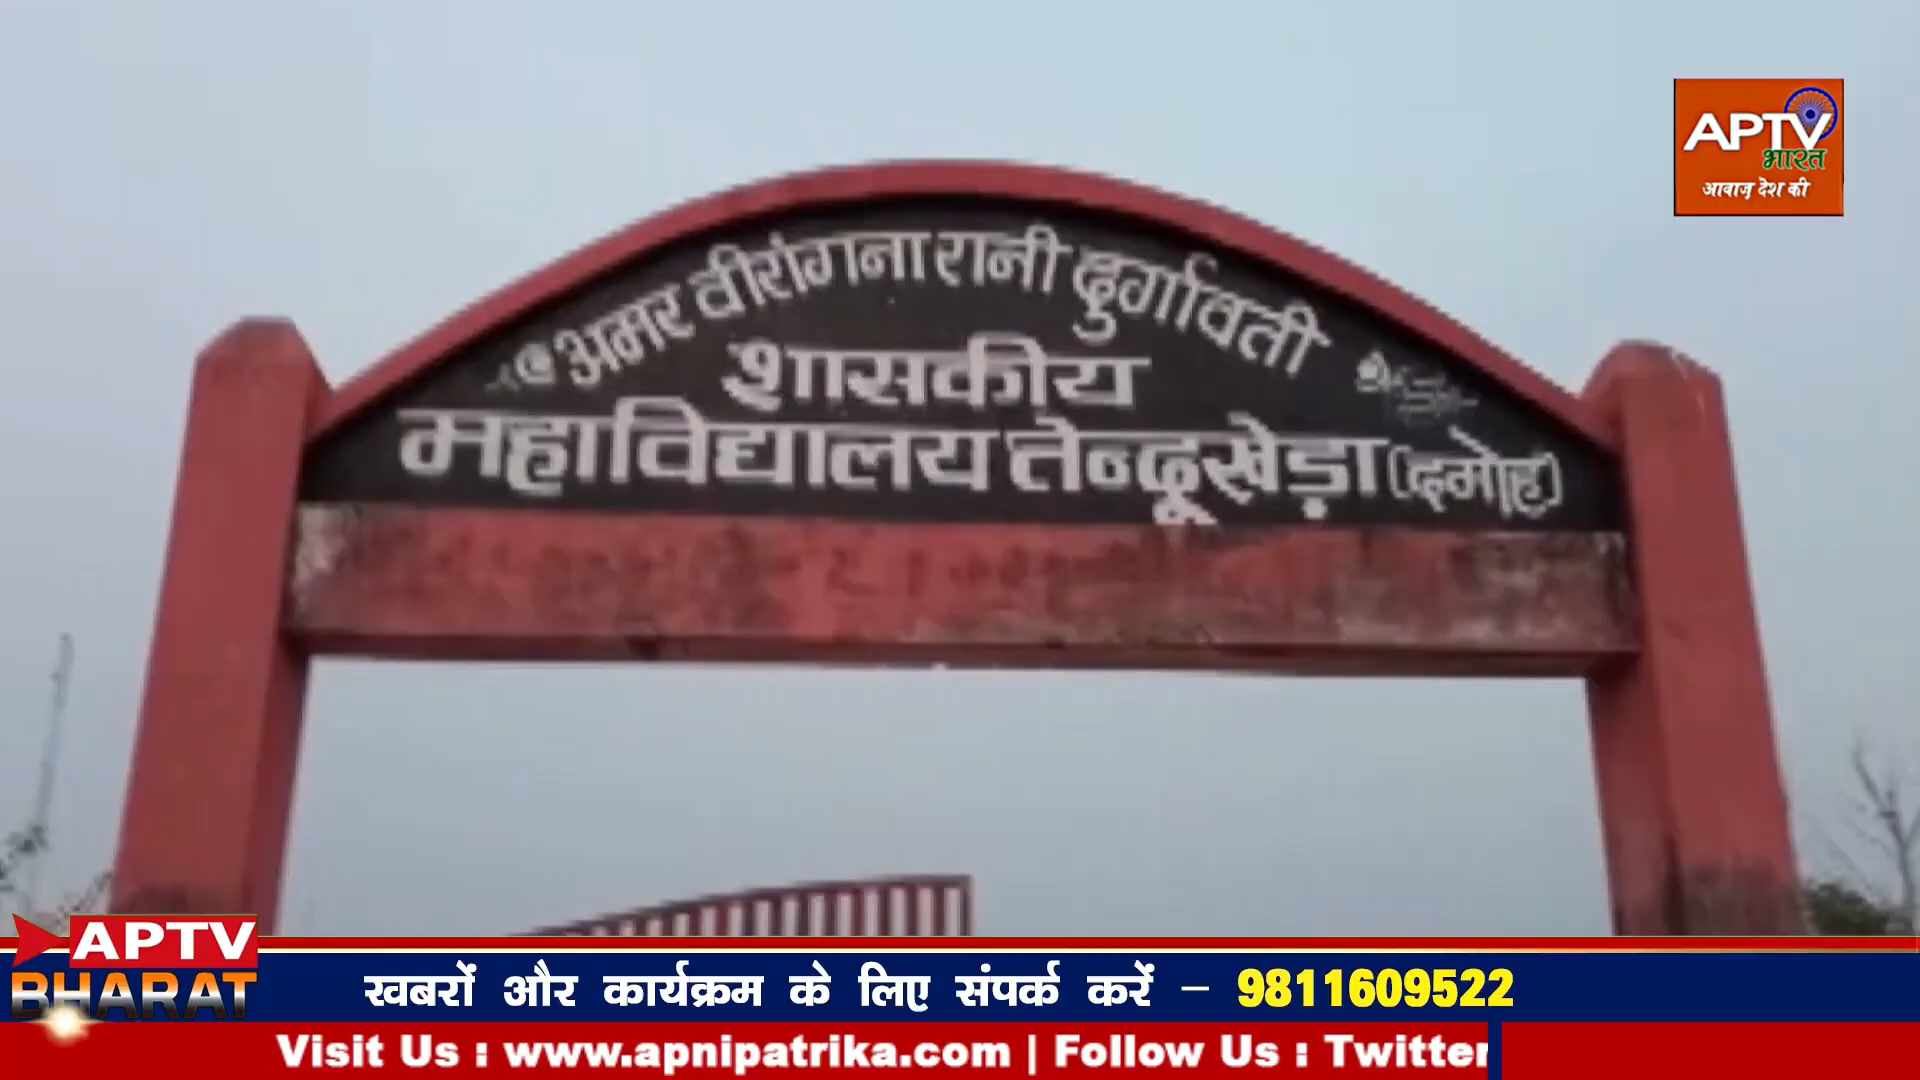 APTV
भारत
आवाज़ देश की
अमर वीरांगना रानी दुर्गावती
शासकीय
महाविद्यालय तेन्दूखेड़ा (दमोह)
APTV
BHARAT
खबरों और कार्यक्रम के लिए संपर्क करें - 9811609522
Visit Us : www.apnipatrika.com | Follow Us : Twitter